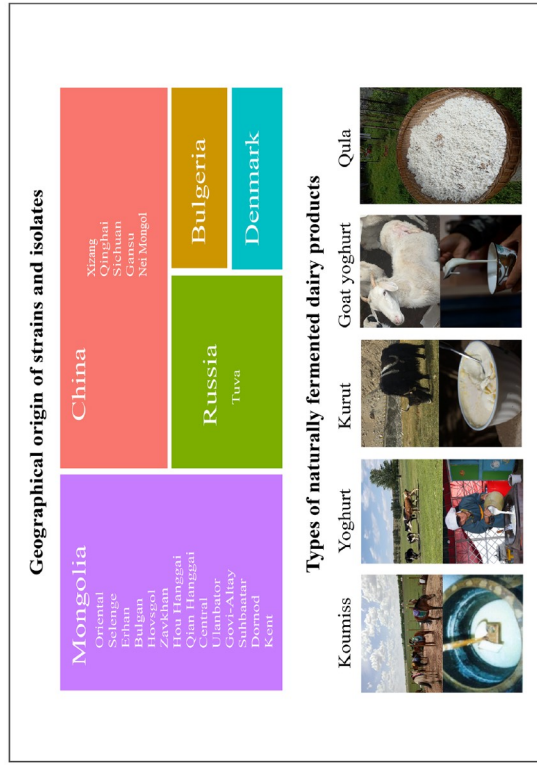 Geographical origin of strains and isolates
Mongolia
Oriental
Selenge
Erhan
Burgan
Hovsgol
Zavkhan
Hou Hanggai
Qian Hanggai
Central
Ulanbator
Govi-Altay
Suhbaatar
Dornod
Kent
China
Xizang
Qinghai
Sichuan
Gansu
Nei Mongol
Russia
Tuva
Bulgeria
Denmark
Types of naturally fermented dairy products
Koumiss
Yoghurt
Kurut
Goat yoghurt
Qula